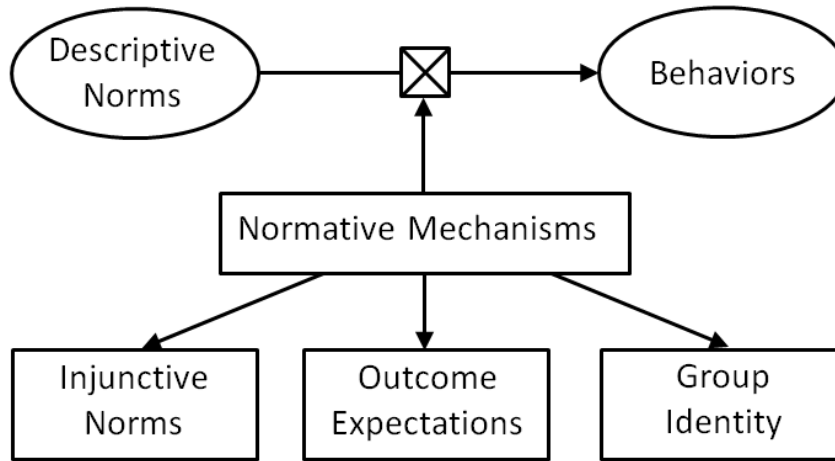 Descriptive
Norms
Behaviors
Normative Mechanisms
Injunctive
Norms
Outcome
Expectations
Group
Identity